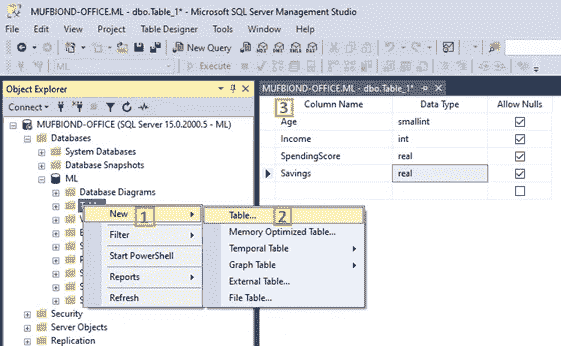 MUFBIOND-OFFICE.ML - dbo.Table_1* - Microsoft SQL Server Management Studio
File Edit View Project Table Designer Tools Window Help
New Query
ML Execute
Object Explorer
Connect
MUFBIOND-OFFICE (SQL Server 15.0.2000.5 - ML)
Databases
System Databases
Database Snapshots
ML
Database Diagrams
New 1
Filter
Start PowerShell
Reports
Refresh
Table... 2
Memory Optimized Table...
Temporal Table
Graph Table
External Table...
File Table...
Security
Server Objects
Replication
MUFBIOND-OFFICE.ML - dbo.Table_1*
3 Column Name Data Type Allow Nulls
Age smallint
Income int
SpendingScore real
Savings real